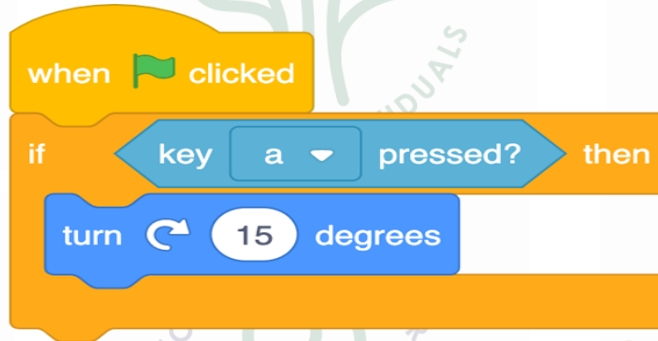 when clicked
if key a pressed? then
turn 15 degrees